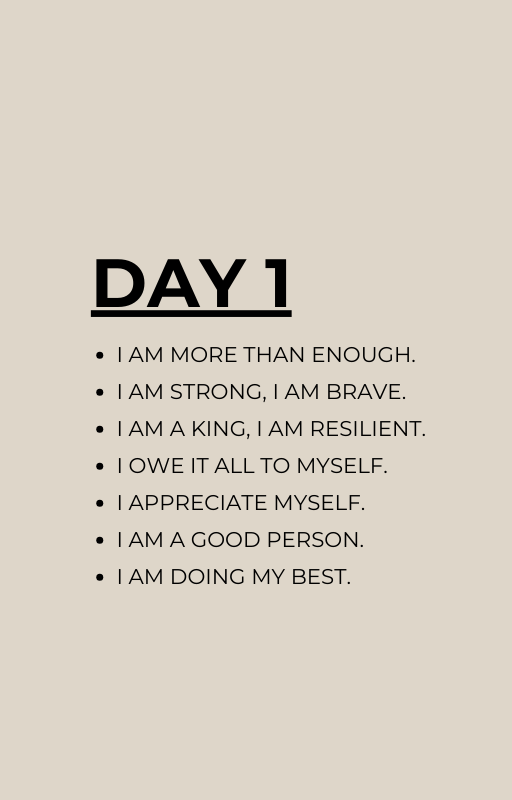 DAY 1
• I AM MORE THAN ENOUGH.
• I AM STRONG, I AM BRAVE.
• I AM A KING, I AM RESILIENT.
• I OWE IT ALL TO MYSELF.
• I APPRECIATE MYSELF.
• I AM A GOOD PERSON.
• I AM DOING MY BEST.